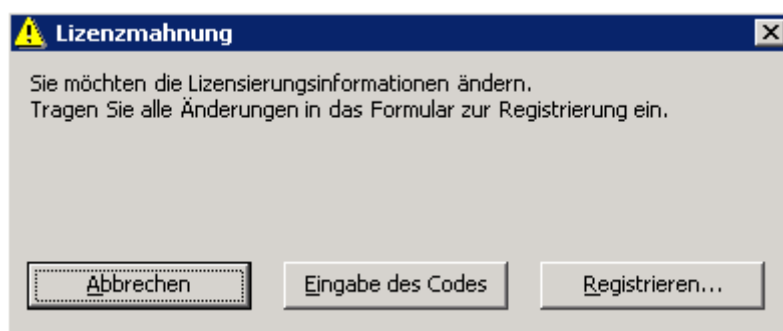 Lizenzmahnung
Sie möchten die Lizensierungsinformationen ändern.
Tragen Sie alle Änderungen in das Formular zur Registrierung ein.
Abbrechen
Eingabe des Codes
Registrieren...